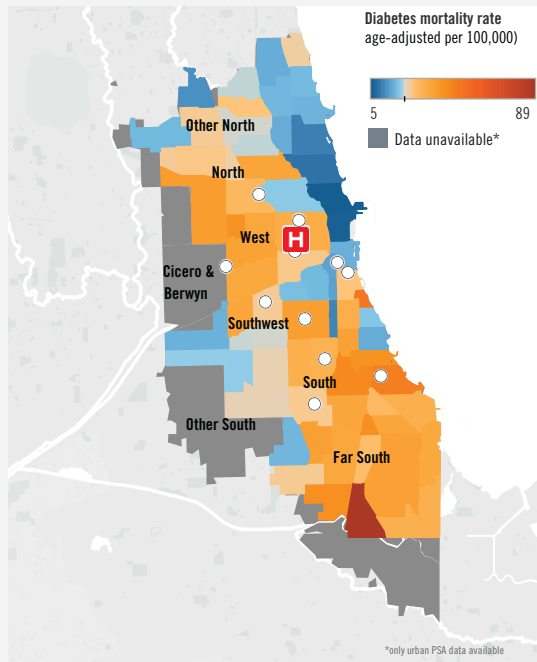 Diabetes mortality rate
age-adjusted per 100,000)
5 89
Data unavailable*
Other North
North
West
H
Cicero &
Berwyn
Southwest
South
Other South
Far South
*only urban PSA data available